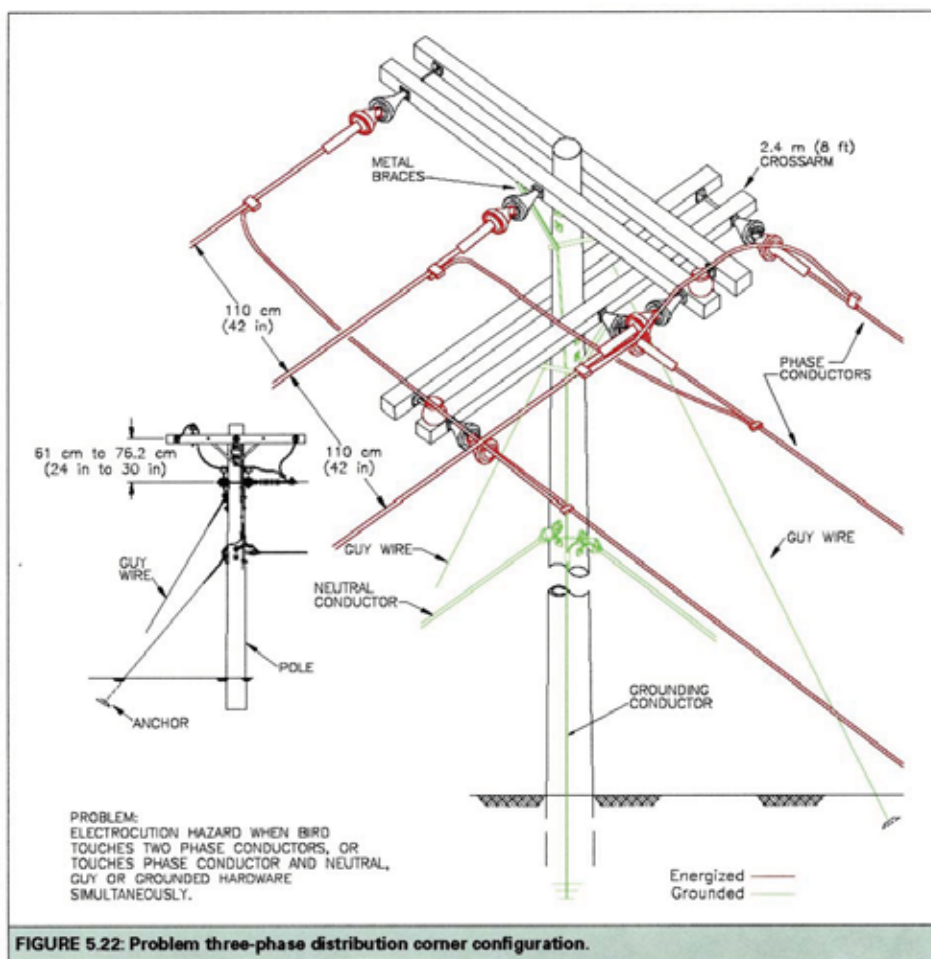 METAL
BRACES
2.4 m (8 ft)
CROSSARM
110 cm
(42 in)
PHASE
CONDUCTORS
61 cm to 76.2 cm
(24 in to 30 in)
110 cm
(42 in)
GUY
WIRE
GUY WIRE
GUY WIRE
NEUTRAL
CONDUCTOR
POLE
ANCHOR
GROUNDING
CONDUCTOR
PROBLEM:
ELECTROCUTION HAZARD WHEN BIRD
TOUCHES TWO PHASE CONDUCTORS, OR
TOUCHES PHASE CONDUCTOR AND NEUTRAL,
GUY OR GROUNDED HARDWARE
SIMULTANEOUSLY.
Energized
Grounded
FIGURE 5.22: Problem three-phase distribution corner configuration.